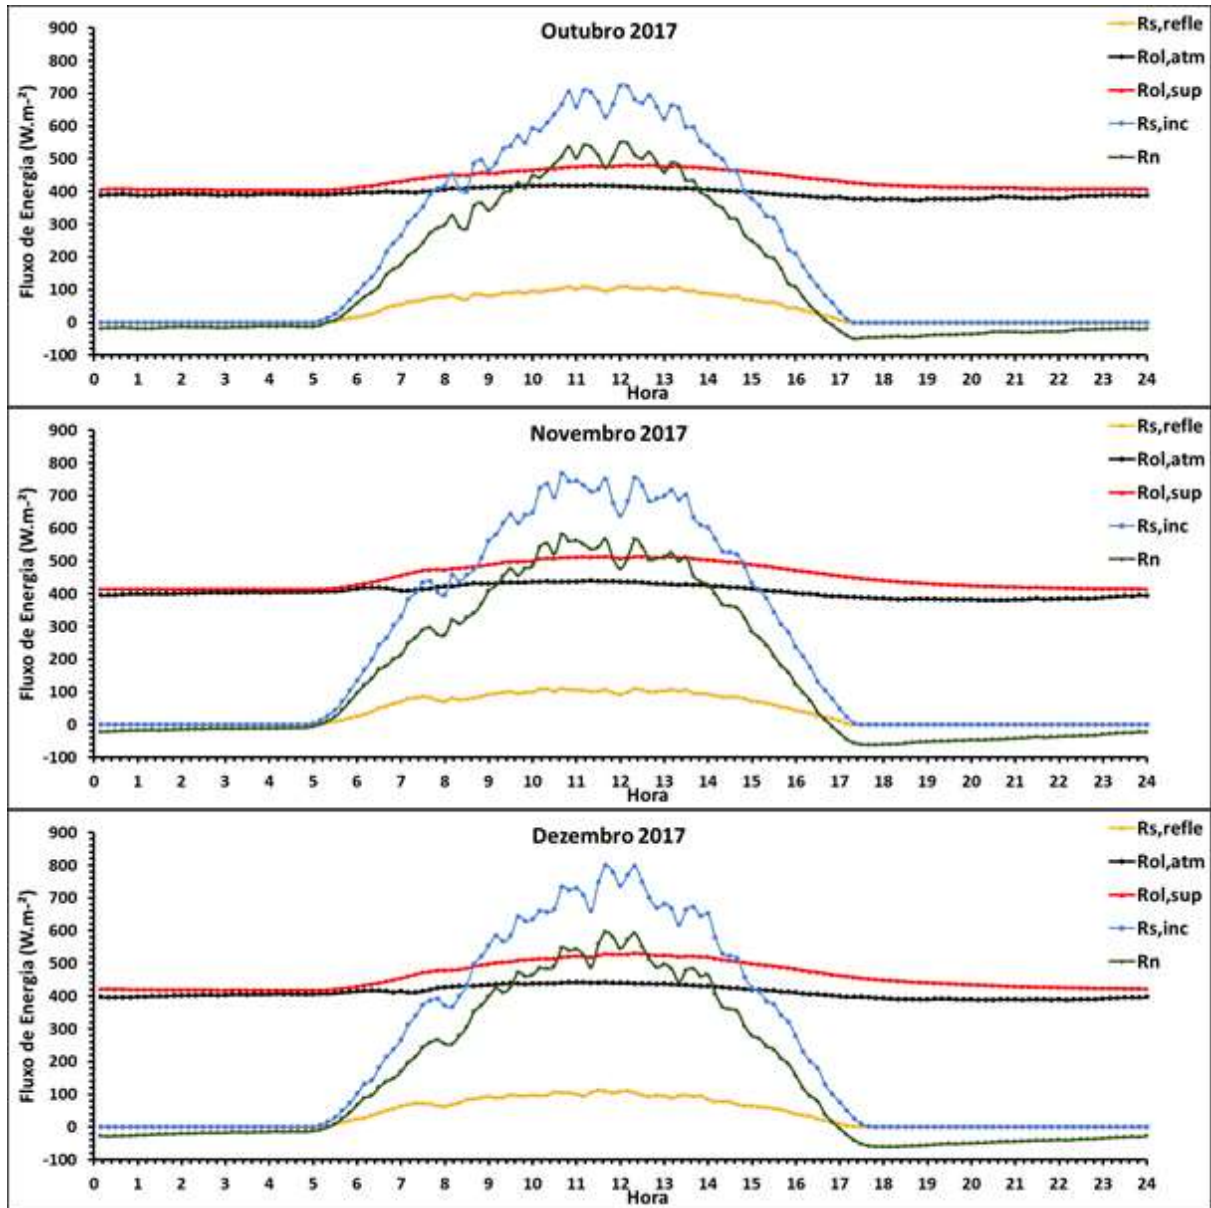 Outubro 2017
Rs,refle
Rol,atm
Rol,sup
Rs,inc
Rn
Fluxo de Energia (W.m-²)
900
800
700
600
500
400
300
200
100
0
-100
0 1 2 3 4 5 6 7 8 9 10 11 12 13 14 15 16 17 18 19 20 21 22 23 24
Hora
Novembro 2017
Rs,refle
Rol,atm
Rol,sup
Rs,inc
Rn
Fluxo de Energia (W.m-²)
900
800
700
600
500
400
300
200
100
0
-100
0 1 2 3 4 5 6 7 8 9 10 11 12 13 14 15 16 17 18 19 20 21 22 23 24
Hora
Dezembro 2017
Rs,refle
Rol,atm
Rol,sup
Rs,inc
Rn
Fluxo de Energia (W.m-²)
900
800
700
600
500
400
300
200
100
0
-100
0 1 2 3 4 5 6 7 8 9 10 11 12 13 14 15 16 17 18 19 20 21 22 23 24
Hora